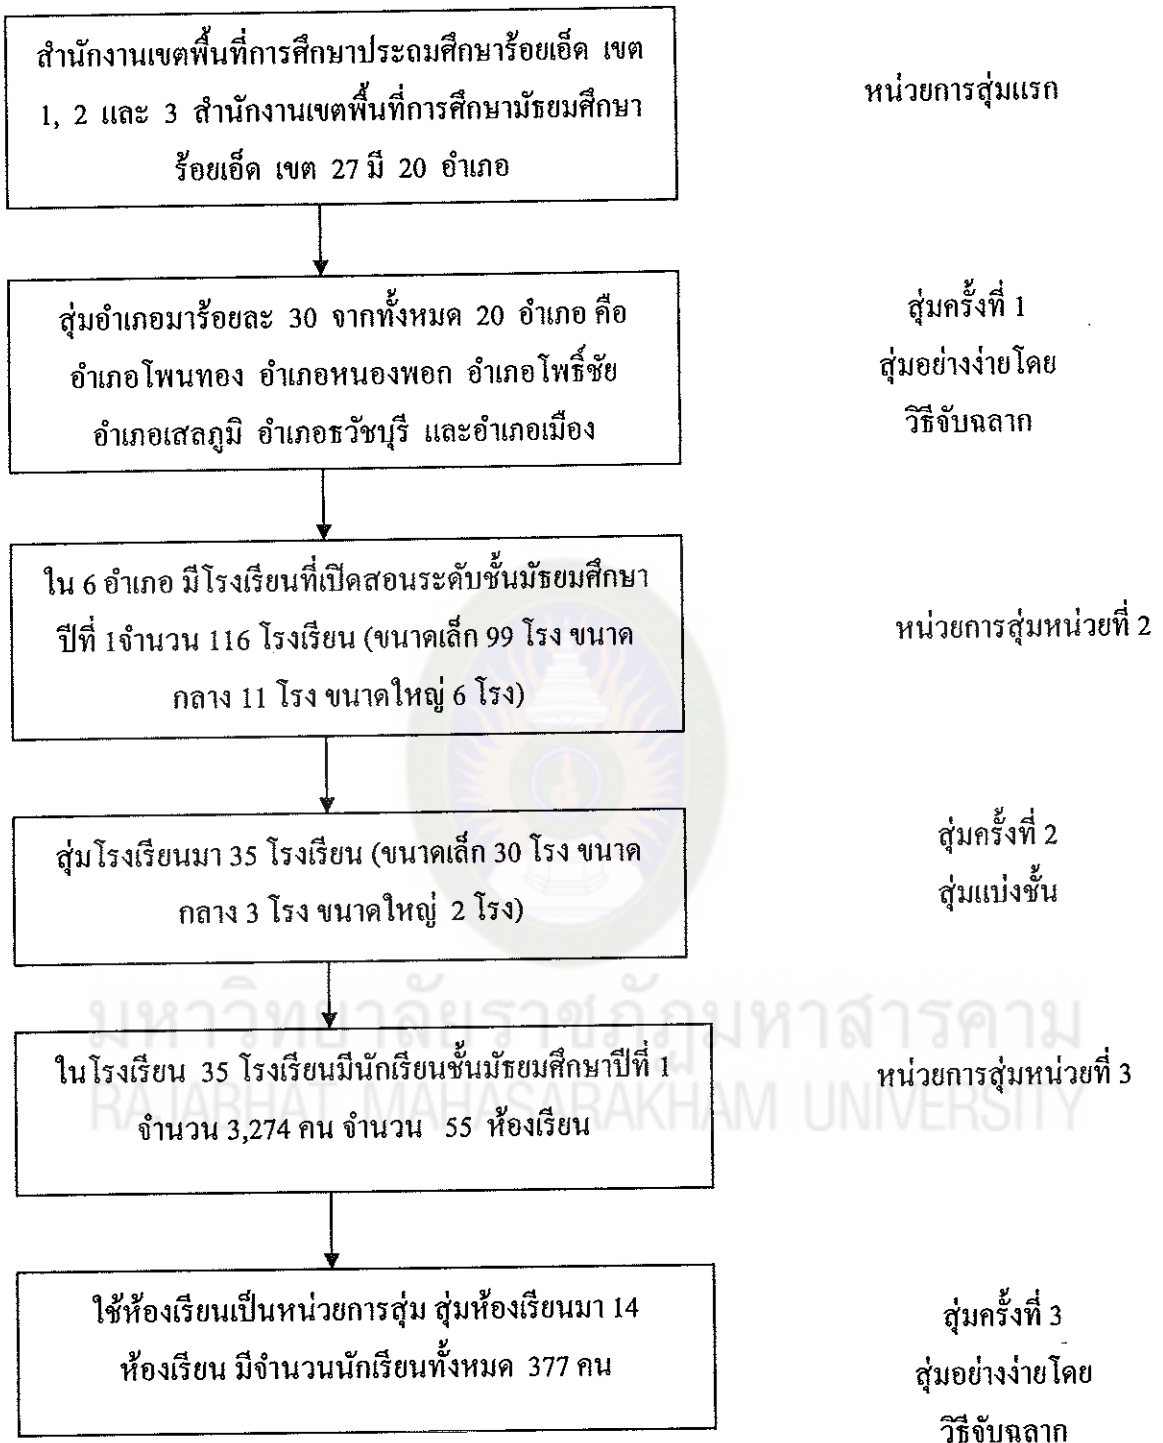 สำนักงานเขตพื้นที่การศึกษาประถมศึกษาร้อยเอ็ด เขต
1, 2 และ 3 สำนักงานเขตพื้นที่การศึกษามัธยมศึกษา
ร้อยเอ็ด เขต 27 มี 20 อำเภอ
หน่วยการสุ่มแรก
สุ่มอำเภอมาร้อยละ 30 จากทั้งหมด 20 อำเภอ คือ
อำเภอโพนทอง อำเภอหนองพอก อำเภอโพธิ์ชัย
อำเภอเสลภูมิ อำเภอธวัชบุรี และอำเภอเมือง
สุ่มครั้งที่ 1
สุ่มอย่างง่ายโดย
วิธีจับฉลาก
ใน 6 อำเภอ มีโรงเรียนที่เปิดสอนระดับชั้นมัธยมศึกษา
ปีที่ 1จำนวน 116 โรงเรียน (ขนาดเล็ก 99 โรง ขนาด
กลาง 11 โรง ขนาดใหญ่ 6 โรง)
หน่วยการสุ่มหน่วยที่ 2
สุ่มโรงเรียนมา 35 โรงเรียน (ขนาดเล็ก 30 โรง ขนาด
กลาง 3 โรง ขนาดใหญ่ 2 โรง)
สุ่มครั้งที่ 2
สุ่มแบ่งชั้น
มหาวิทยาลัยราชภัฏมหาสารคาม
RAJABHAT MAHASARAKHAM UNIVERSITY
ในโรงเรียน 35 โรงเรียนมีนักเรียนชั้นมัธยมศึกษาปีที่ 1
จำนวน 3,274 คน จำนวน 55 ห้องเรียน
หน่วยการสุ่มหน่วยที่ 3
ใช้ห้องเรียนเป็นหน่วยการสุ่ม สุ่มห้องเรียนมา 14
ห้องเรียน มีจำนวนนักเรียนทั้งหมด 377 คน
สุ่มครั้งที่ 3
สุ่มอย่างง่ายโดย
วิธีจับฉลาก